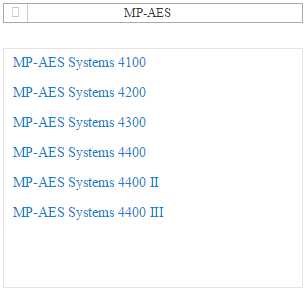 MP-AES
MP-AES Systems 4100
MP-AES Systems 4200
MP-AES Systems 4300
MP-AES Systems 4400
MP-AES Systems 4400 II
MP-AES Systems 4400 III